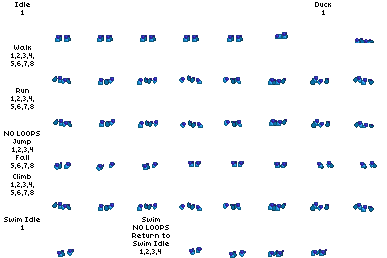 Idle
1
Duck
1
Walk
1,2,3,4,
5,6,7,8
Run
1,2,3,4,
5,6,7,8
NO LOOPS
Jump
1,2,3,4
Fall
5,6,7,8
Climb
1,2,3,4,
5,6,7,8
Swim Idle
1
Swim
NO LOOPS
Return to
Swim Idle
1,2,3,4